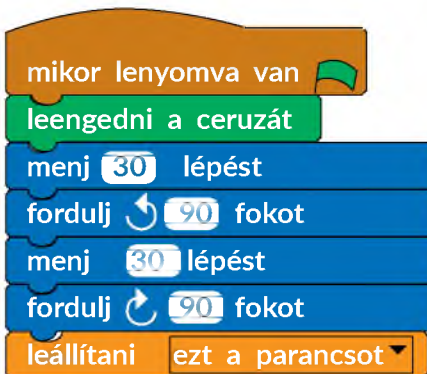 mikor lenyomva van
leengedni a ceruzát
menj 30 lépést
fordulj 90 fokot
menj 30 lépést
fordulj 90 fokot
leállítani ezt a parancsot